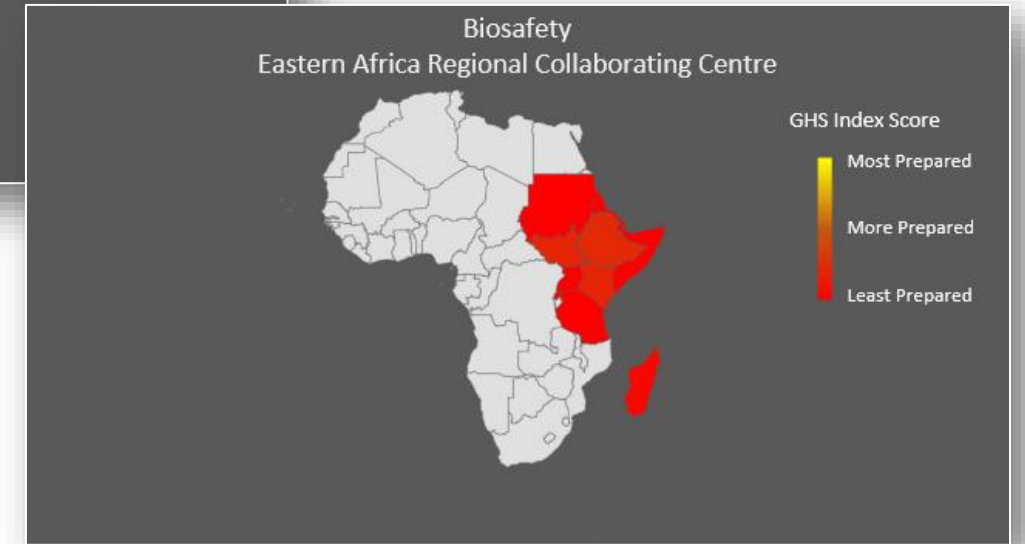 Biosafety
Eastern Africa Regional Collaborating Centre
GHS Index Score
Most Prepared
More Prepared
Least Prepared